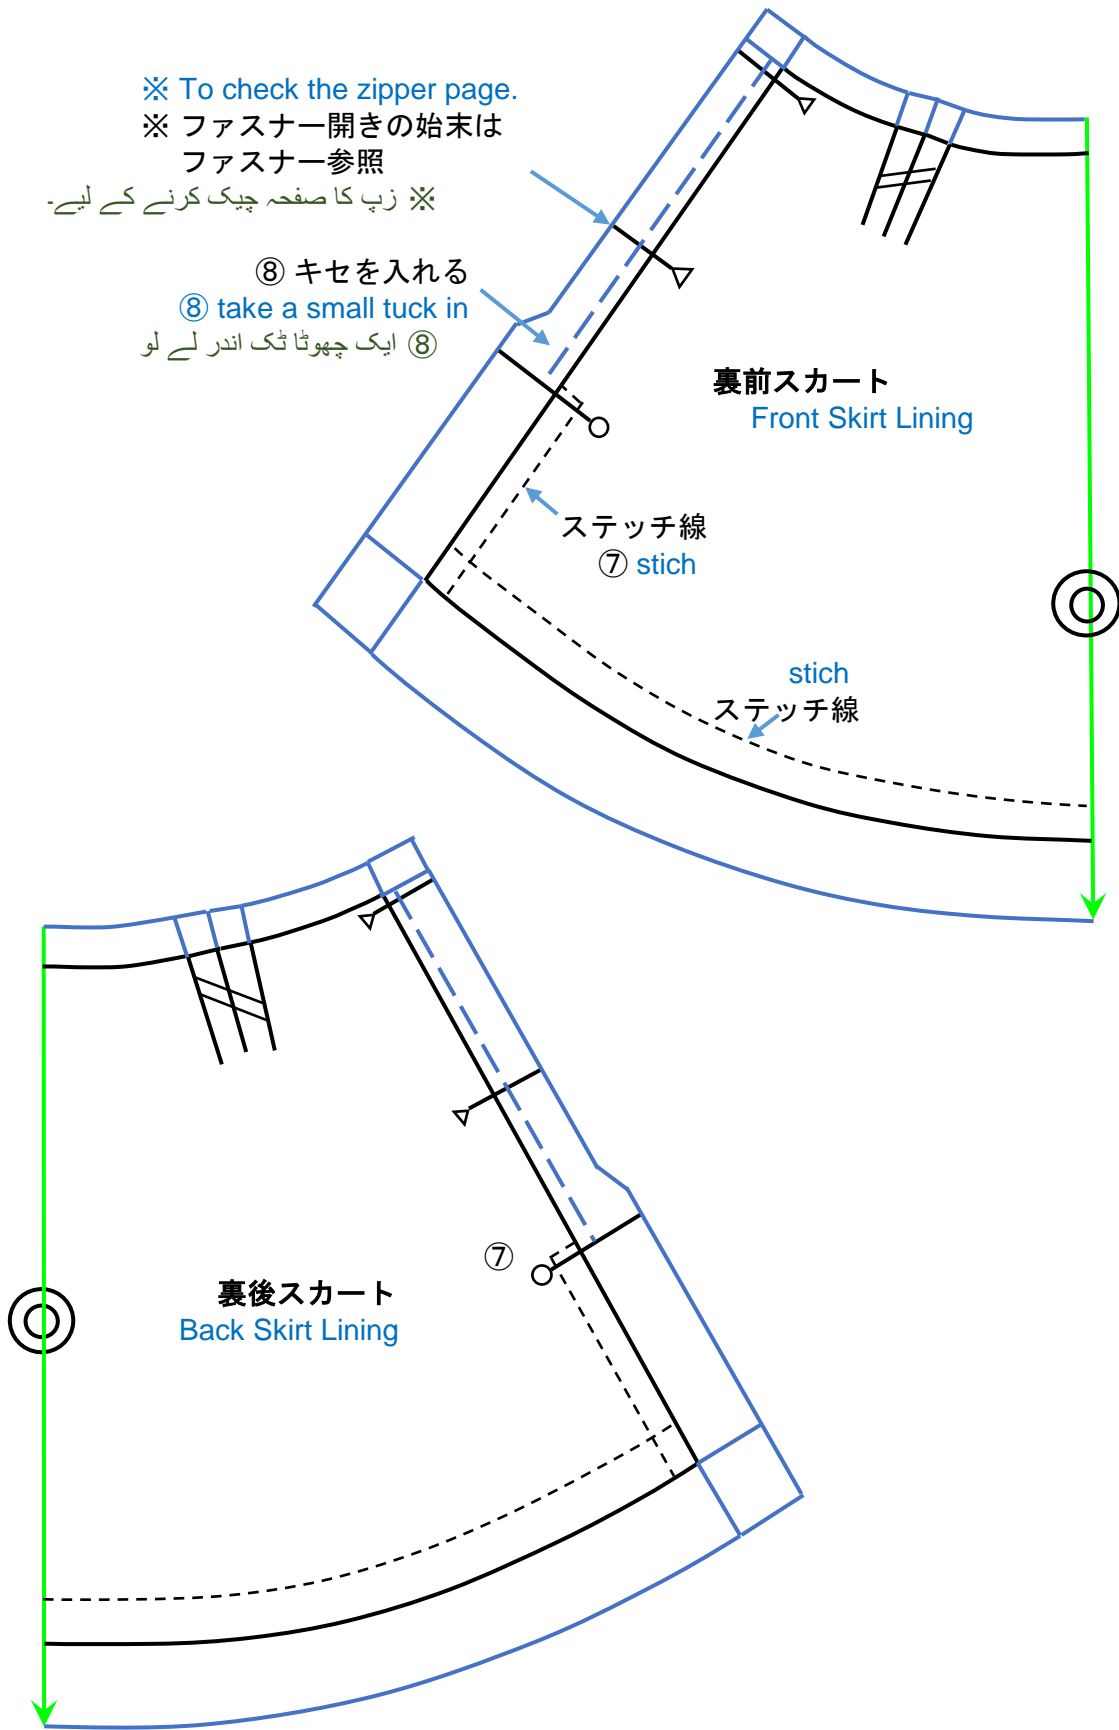 ※ To check the zipper page.
※ ファスナー開きの始末は
ファスナー参照
※ زپ کا صفحہ چیک کرنے کے لیے۔
⑧ キセを入れる
⑧ take a small tuck in
⑧ ایک چھوٹا ٹک اندر لے لو
裏前スカート
Front Skirt Lining
ステッチ線
⑦ stich
stich
ステッチ線
⑦
裏後スカート
Back Skirt Lining